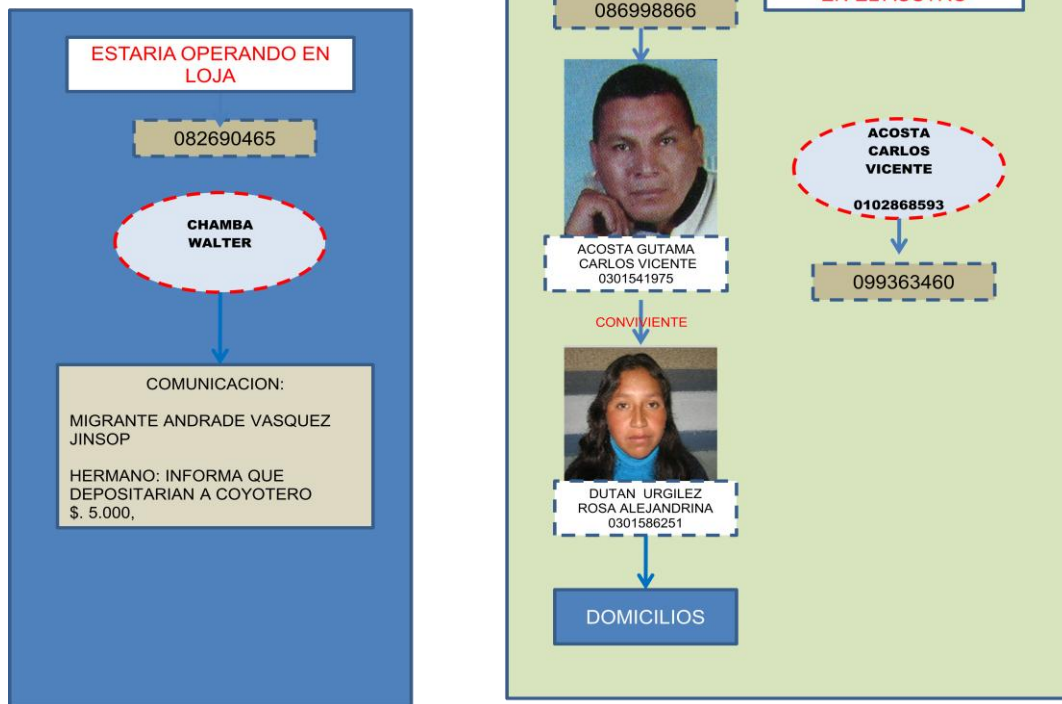 ESTARIA OPERANDO EN
LOJA
082690465
CHAMBA
WALTER
COMUNICACION:
MIGRANTE ANDRADE VASQUEZ
JINSOP
HERMANO: INFORMA QUE
DEPOSITARIAN A COYOTERO
$. 5.000,
086998866
ACOSTA GUTAMA
CARLOS VICENTE
0301541975
CONVIVIENTE
DUTAN URGILEZ
ROSA ALEJANDRINA
0301586251
DOMICILIOS
ACOSTA
CARLOS
VICENTE
0102868593
099363460